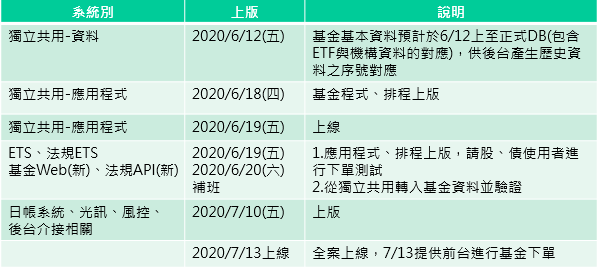 系統別 上版 說明
獨立共用-資料 2020/6/12(五) 基金基本資料預計於6/12上至正式DB(包含
ETF與機構資料的對應)，供後台產生歷史資
料之序號對應
獨立共用-應用程式 2020/6/18(四) 基金程式、排程上版
獨立共用-應用程式 2020/6/19(五) 上線
ETS、法規ETS 2020/6/19(五) 1.應用程式、排程上版，請股、債使用者進
基金Web(新)、法規API(新) 2020/6/20(六) 行下單測試
補班 2.從獨立共用轉入基金資料並驗證
日帳系統、光訊、風控、 2020/7/10(五) 上版
後台介接相關
2020/7/13上線 全案上線，7/13提供前台進行基金下單